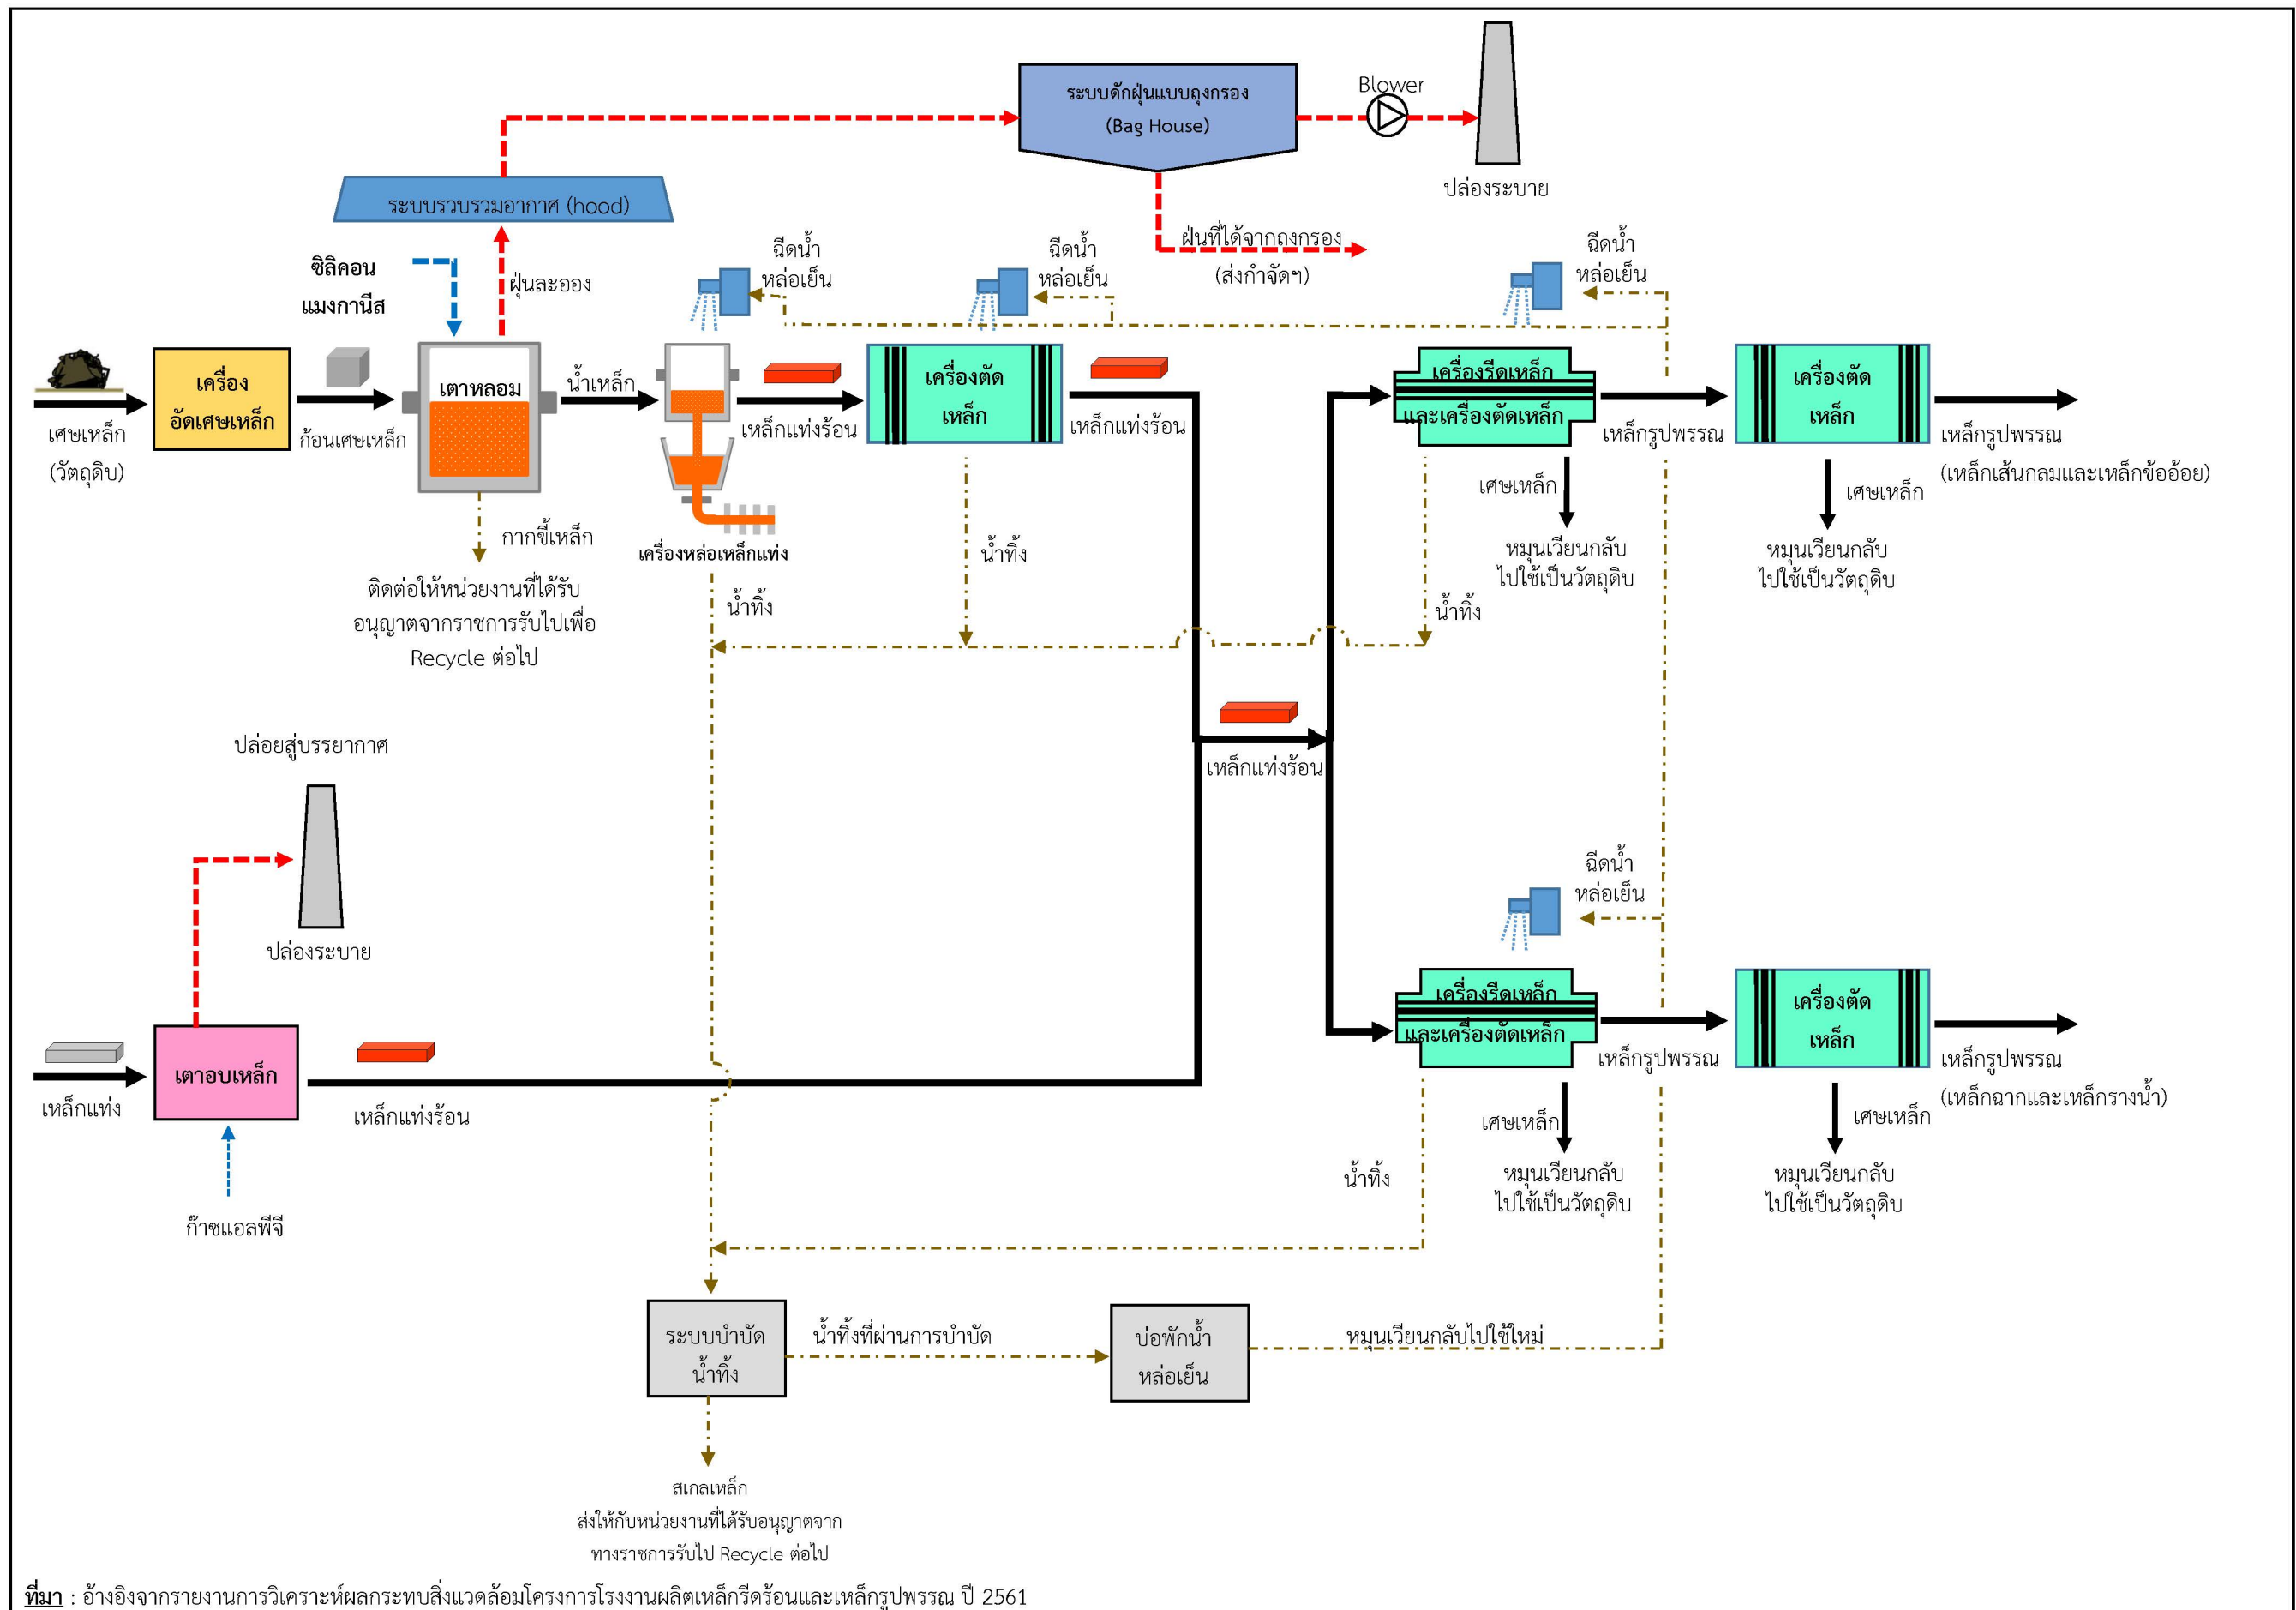 ระบบดักฝุ่นแบบถุงกรอง
(Bag House)
Blower
ปล่องระบาย
ระบบรวบรวมอากาศ (hood)
ฝุ่นที่ได้จากถงกรอง
(ส่งกำจัดฯ)
ซิลิคอน
แมงกานีส
ฝุ่นละออง
ฉีดน้ำ
หล่อเย็น
ฉีดน้ำ
หล่อเย็น
ฉีดน้ำ
หล่อเย็น
เศษเหล็ก
(วัตถุดิบ)
เครื่อง
อัดเศษเหล็ก
ก้อนเศษเหล็ก
เตาหลอม
น้ำเหล็ก
เครื่องหล่อเหล็กแท่ง
เหล็กแท่งร้อน
เครื่องตัด
เหล็ก
เหล็กแท่งร้อน
เครื่องรีดเหล็ก
และเครื่องตัดเหล็ก
เหล็กรูปพรรณ
เครื่องตัด
เหล็ก
เหล็กรูปพรรณ
(เหล็กเส้นกลมและเหล็กข้ออ้อย)
เศษเหล็ก
หมุนเวียนกลับ
ไปใช้เป็นวัตถุดิบ
เศษเหล็ก
หมุนเวียนกลับ
ไปใช้เป็นวัตถุดิบ
กากขี้เหล็ก
ติดต่อให้หน่วยงานที่ได้รับ
อนุญาตจากราชการรับไปเพื่อ
Recycle ต่อไป
น้ำทิ้ง
น้ำทิ้ง
น้ำทิ้ง
เหล็กแท่งร้อน
ปล่อยสู่บรรยากาศ
ปล่องระบาย
เหล็กแท่ง
เตาอบเหล็ก
เหล็กแท่งร้อน
ก๊าซแอลพีจี
ฉีดน้ำ
หล่อเย็น
เครื่องรีดเหล็ก
และเครื่องตัดเหล็ก
เหล็กรูปพรรณ
เครื่องตัด
เหล็ก
เหล็กรูปพรรณ
(เหล็กฉากและเหล็กรางน้ำ)
เศษเหล็ก
หมุนเวียนกลับ
ไปใช้เป็นวัตถุดิบ
เศษเหล็ก
หมุนเวียนกลับ
ไปใช้เป็นวัตถุดิบ
น้ำทิ้ง
ระบบบำบัด
น้ำทิ้ง
น้ำทิ้งที่ผ่านการบำบัด
บ่อพักน้ำ
หล่อเย็น
หมุนเวียนกลับไปใช้ใหม่
สเกลเหล็ก
ส่งให้กับหน่วยงานที่ได้รับอนุญาตจาก
ทางราชการรับไป Recycle ต่อไป
ที่มา : อ้างอิงจากรายงานการวิเคราะห์ผลกระทบสิ่งแวดล้อมโครงการโรงงานผลิตเหล็กรีดร้อนและเหล็กรูปพรรณ ปี 2561